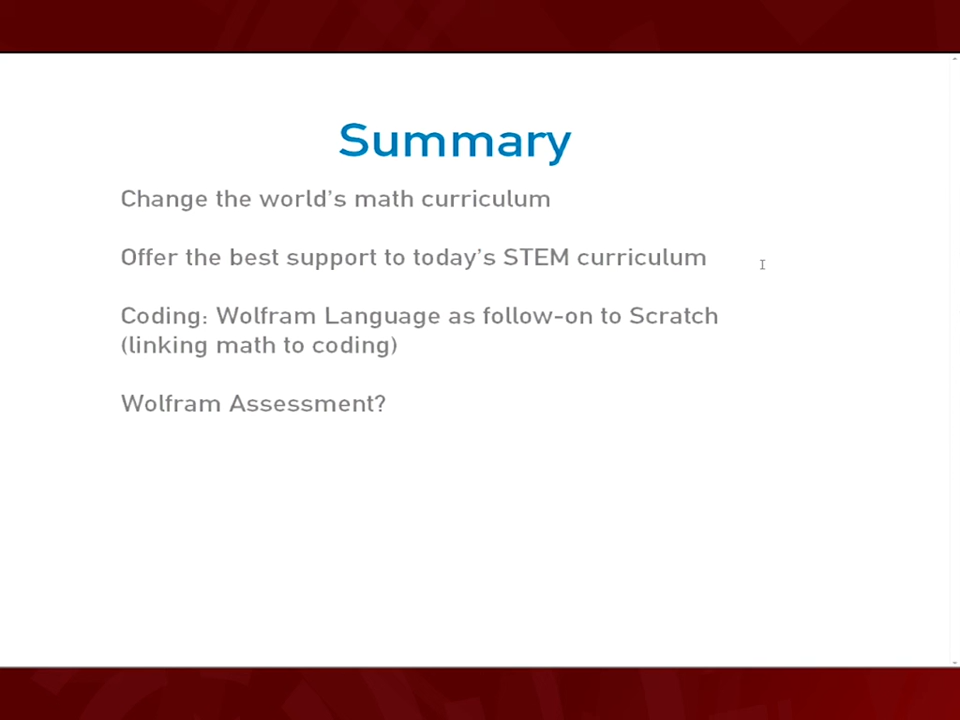 Summary
Change the world's math curriculum
Offer the best support to today's STEM curriculum
Coding: Wolfram Language as follow-on to Scratch
(linking math to coding)
Wolfram Assessment?